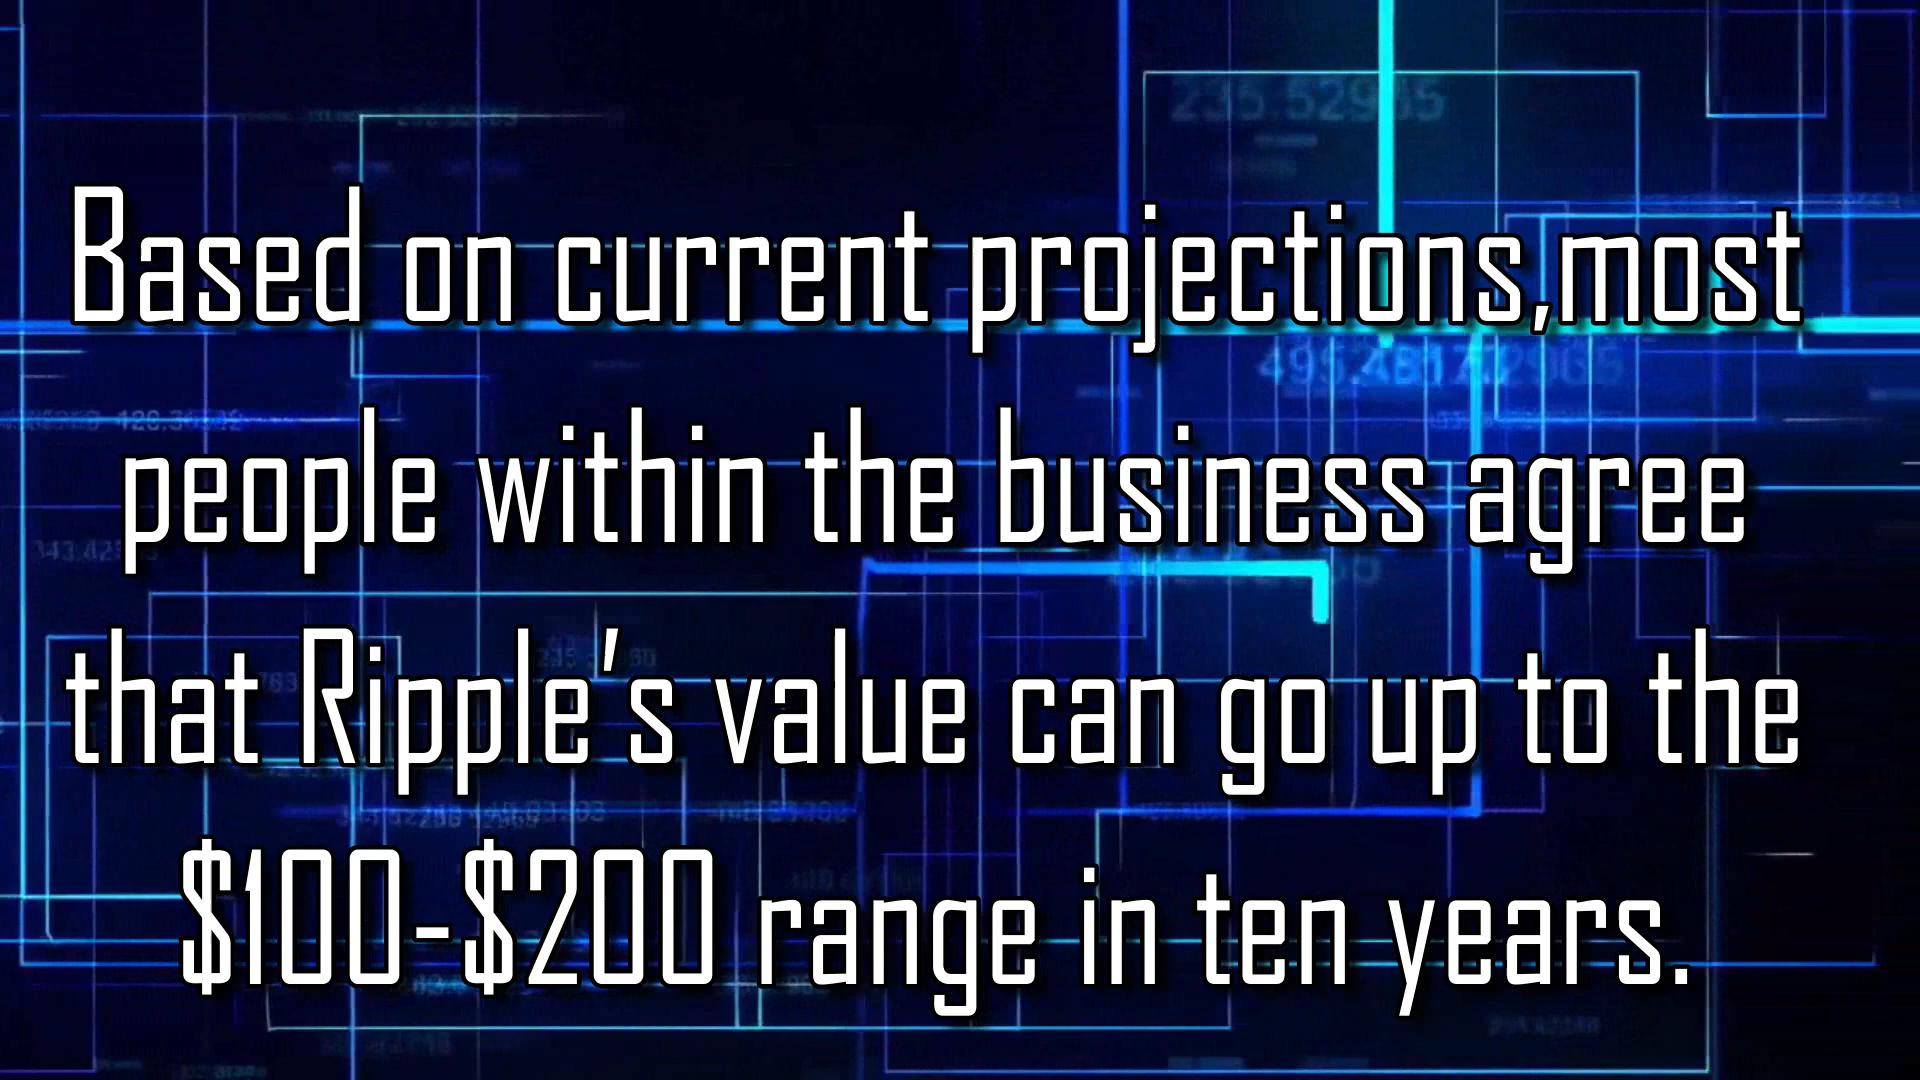 Based on current projections,most
people within the business agree
that Ripple's value can go up to the
$100-$200 range in ten years.